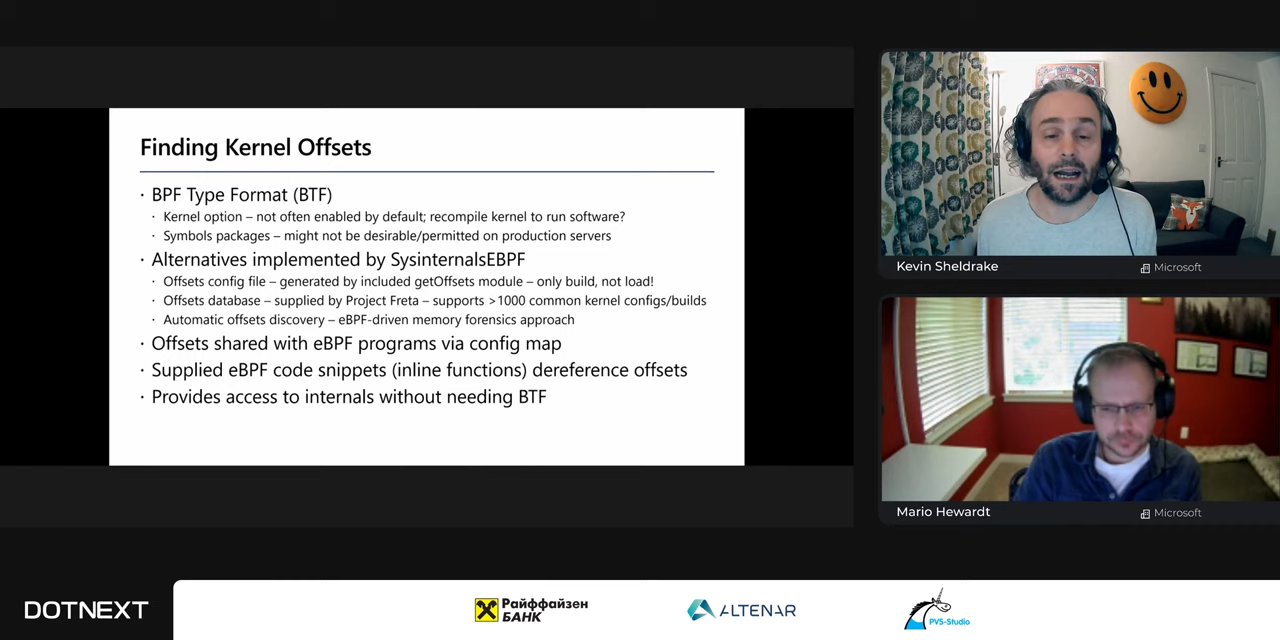 Finding Kernel Offsets
· BPF Type Format (BTF)
· Kernel option – not often enabled by default; recompile kernel to run software?
· Symbols packages – might not be desirable/permitted on production servers
· Alternatives implemented by SysinternalsEBPF
· Offsets config file – generated by included getOffsets module – only build, not load!
· Offsets database – supplied by Project Freta – supports >1000 common kernel configs/builds
· Automatic offsets discovery – eBPF-driven memory forensics approach
· Offsets shared with eBPF programs via config map
· Supplied eBPF code snippets (inline functions) dereference offsets
· Provides access to internals without needing BTF
Kevin Sheldrake
Microsoft
Mario Hewardt
Microsoft
DOTNEXT
Райффайзен
БАНК
ALTENAR
PVS-Studio